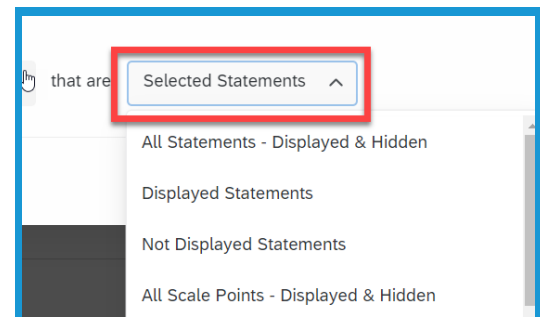 that are Selected Statements
All Statements - Displayed & Hidden
Displayed Statements
Not Displayed Statements
All Scale Points - Displayed & Hidden